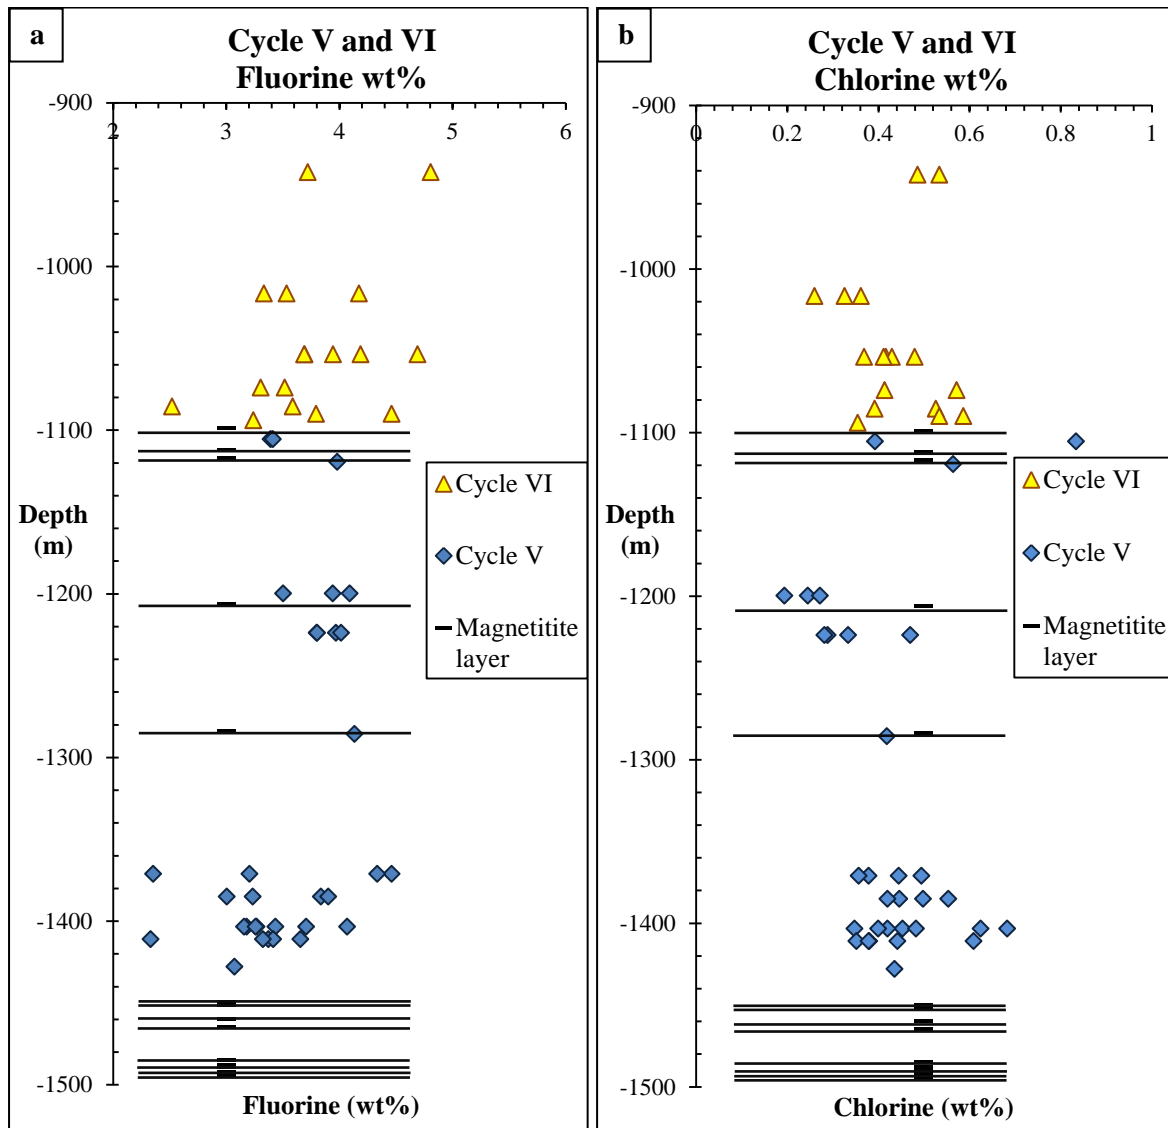 a
Cycle V and VI
Fluorine wt%
-900
2 3 4 5 6
-1000
-1100
-1200
-1300
-1400
-1500
Depth
(m)
Cycle VI
Cycle V
Magnetitite
layer
Fluorine (wt%)
b
Cycle V and VI
Chlorine wt%
-900
0 0.2 0.4 0.6 0.8 1
-1000
-1100
-1200
-1300
-1400
-1500
Depth
(m)
Cycle VI
Cycle V
Magnetitite
layer
Chlorine (wt%)